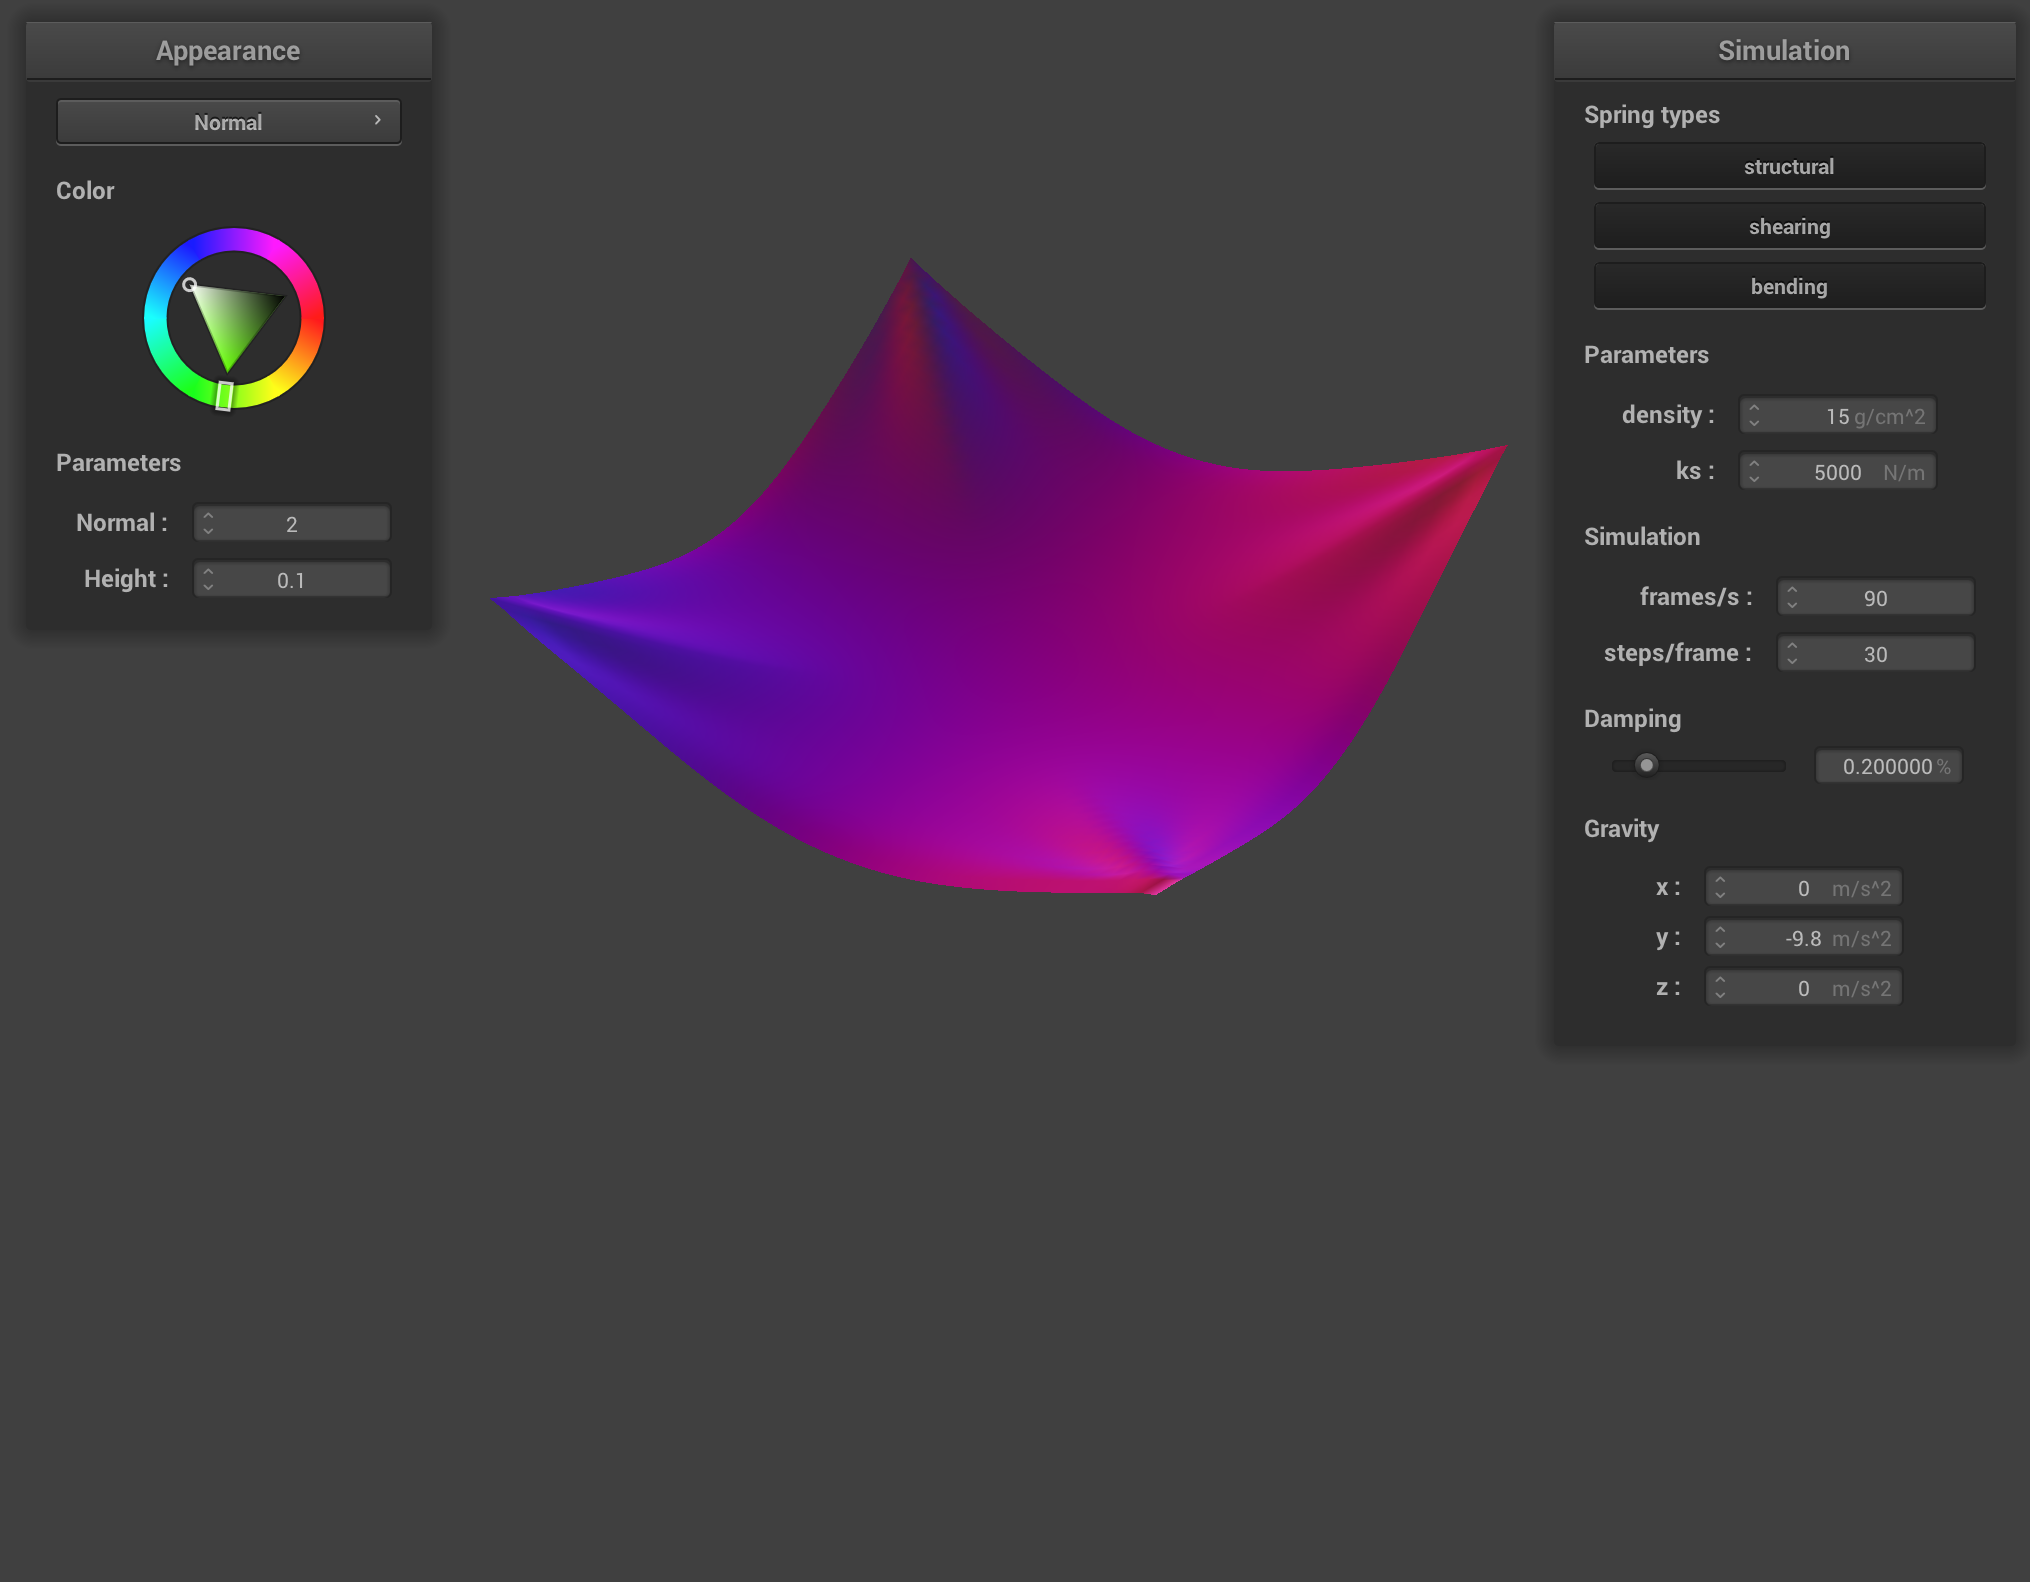 Appearance
Normal
Color
Parameters
Normal : 2
Height : 0.1
Simulation
Spring types
structural
shearing
bending
Parameters
density : 15 g/cm^2
ks : 5000 N/m
Simulation
frames/s : 90
steps/frame : 30
Damping
0.200000 %
Gravity
x : 0 m/s^2
y : -9.8 m/s^2
z : 0 m/s^2